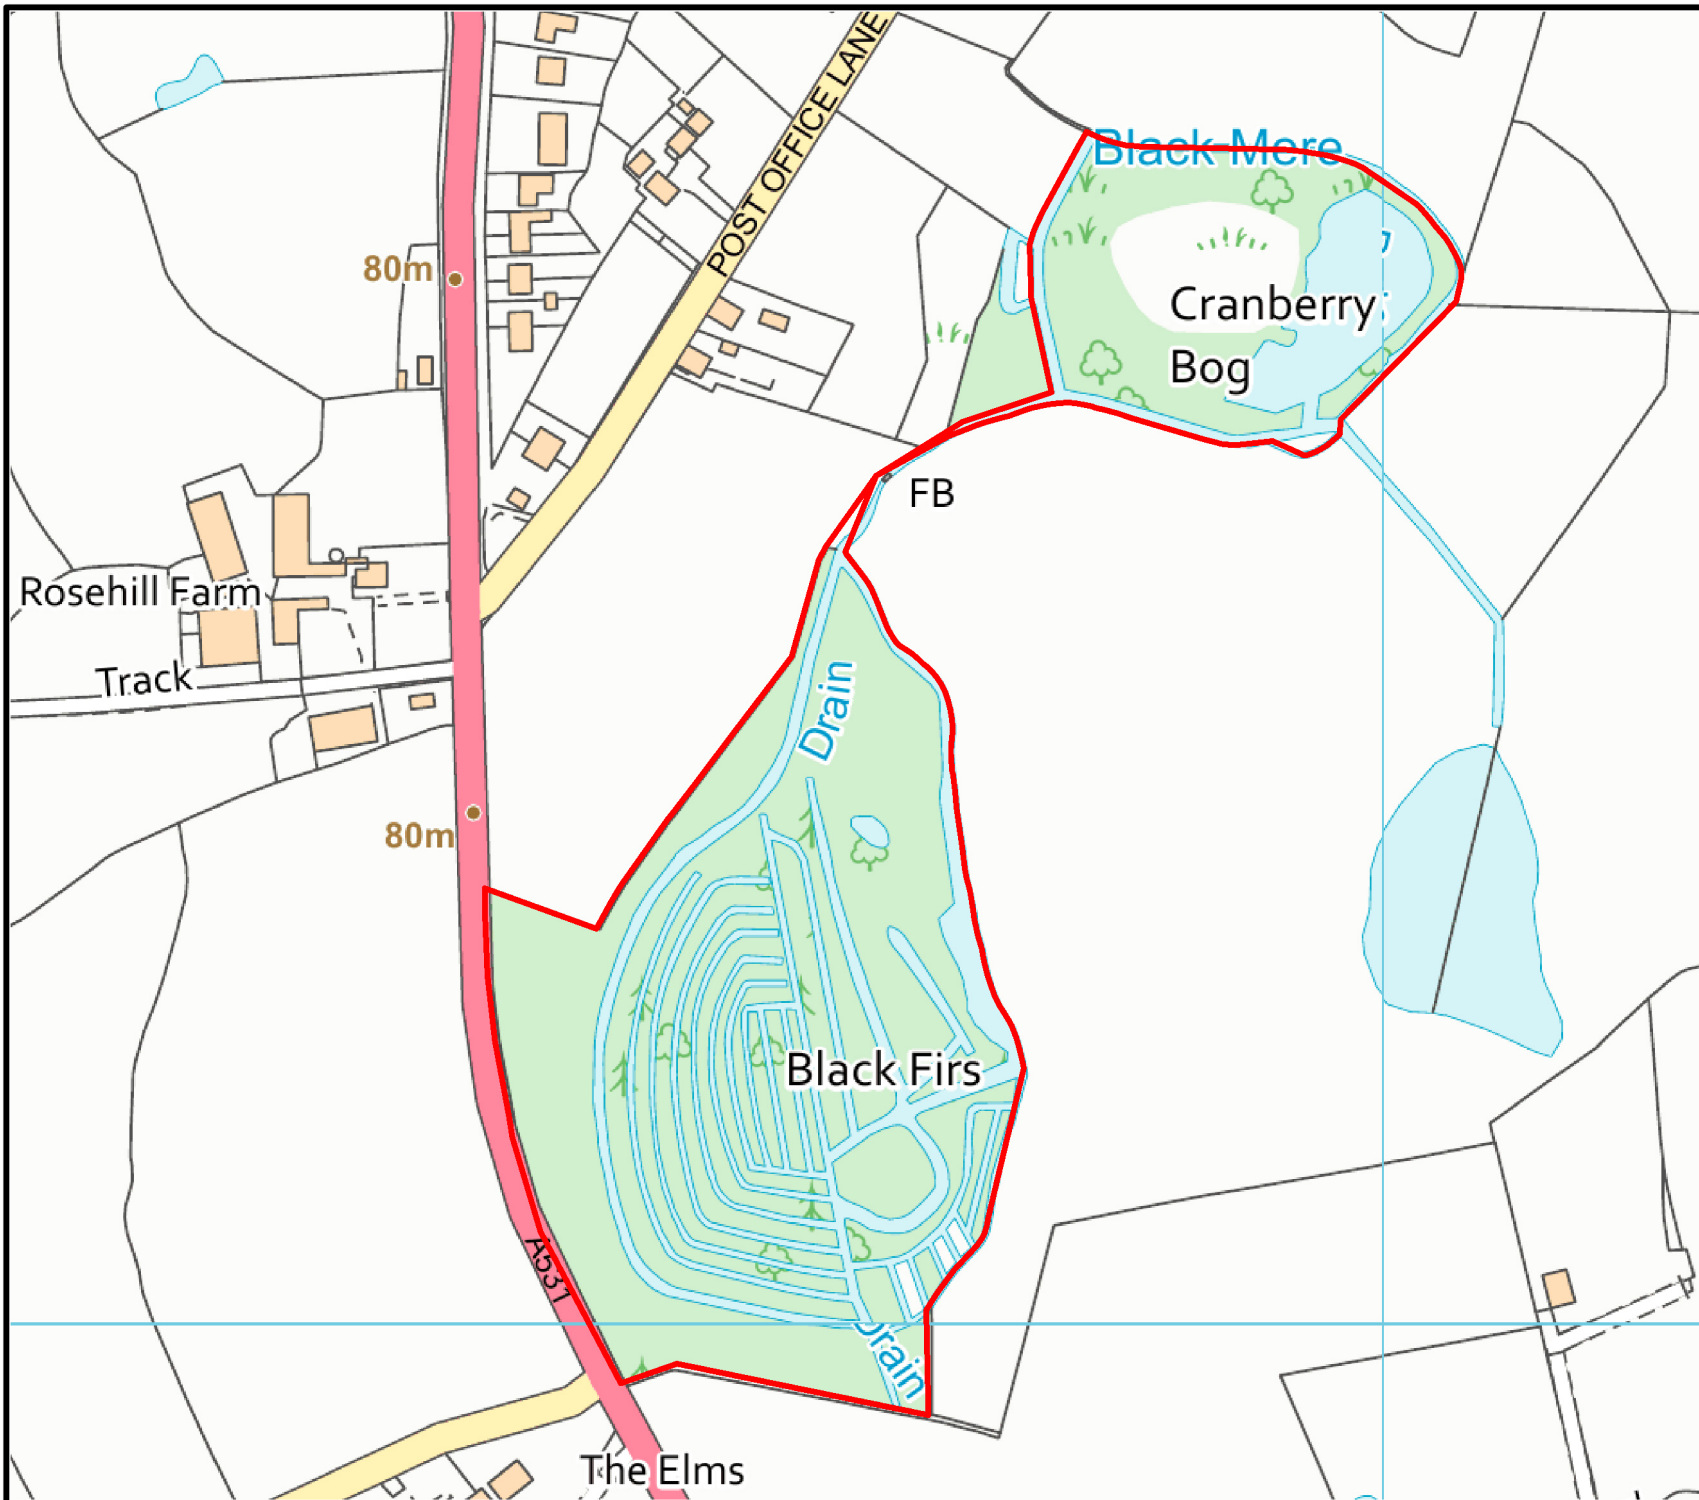 POST OFFICE LANE
Black Mere
80m
Cranberry
Bog
FB
Rosehill Farm
Track
Drain
80m
Black Firs
A531
Drain
The Elms